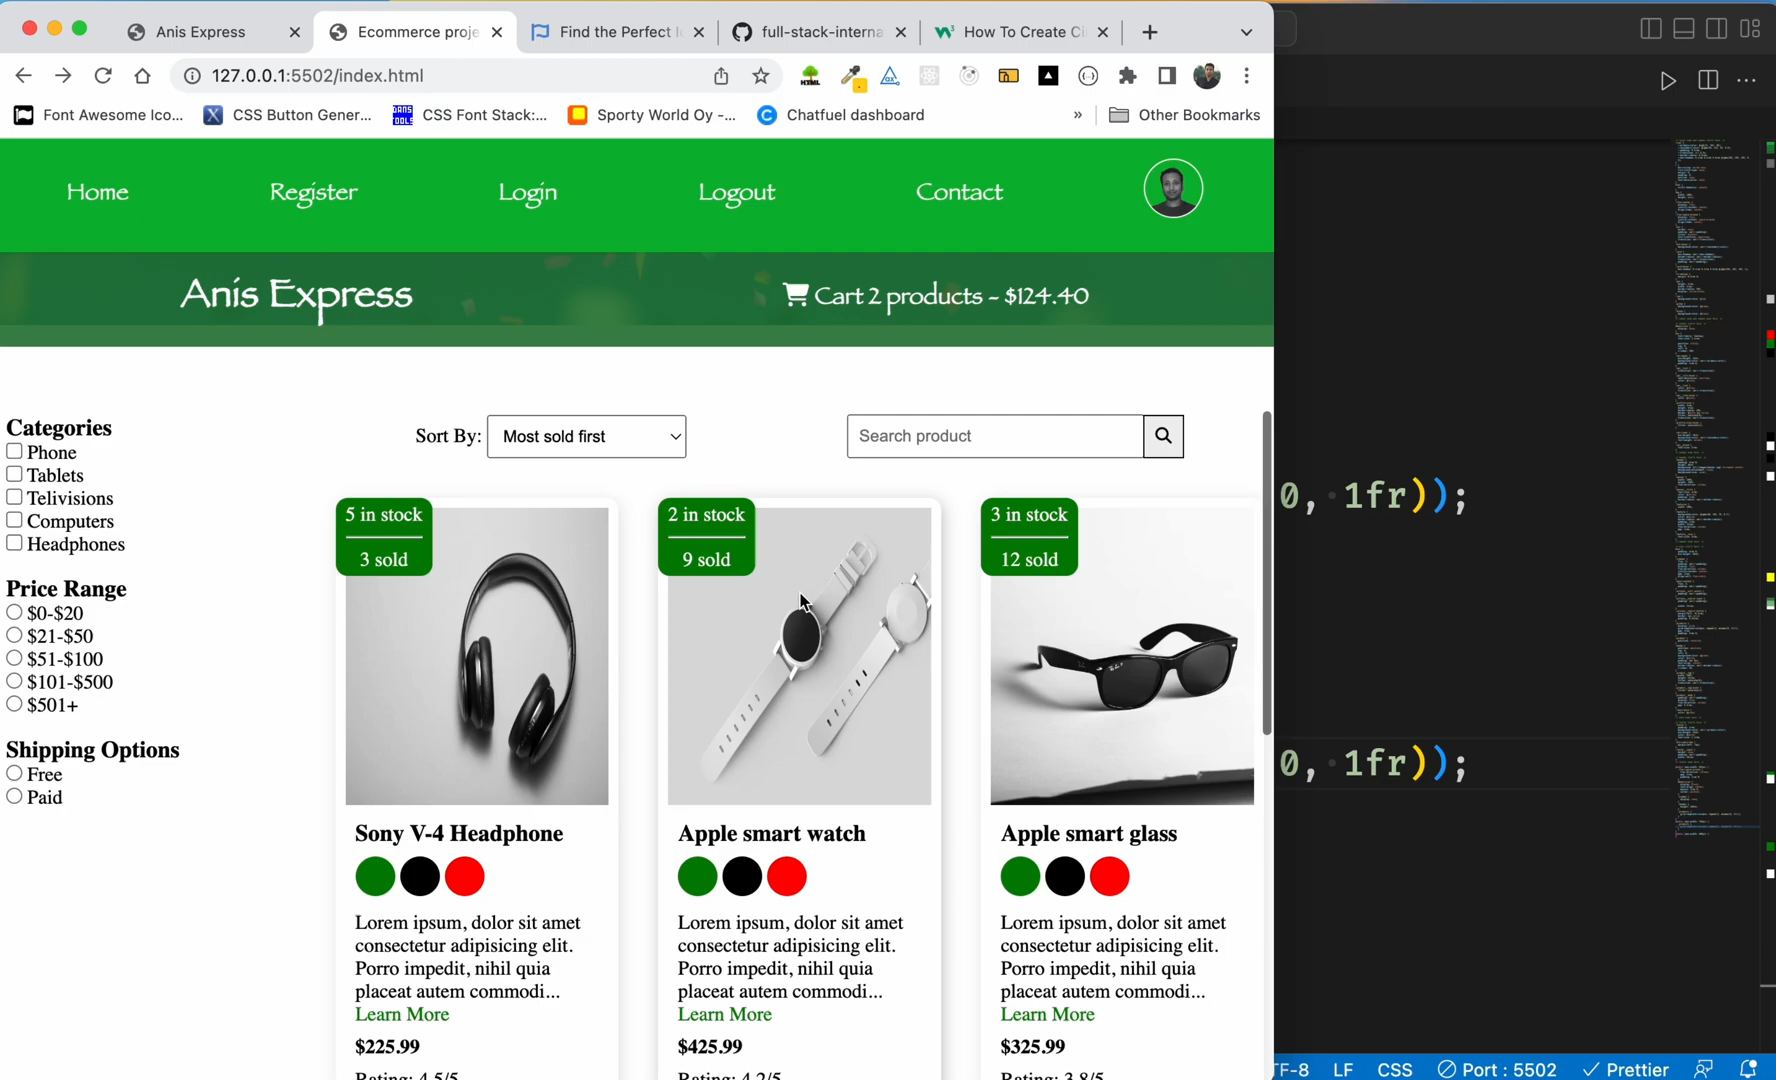 Anis Express
Ecommerce proje
Find the Perfect I
full-stack-interna
How To Create Cl
127.0.0.1:5502/index.html
Font Awesome Ico...
CSS Button Gener...
CSS Font Stack:...
Sporty World Oy -...
Chatfuel dashboard
»
Other Bookmarks
Home
Register
Login
Logout
Contact
Anis Express
Cart 2 products - $124.40
Categories
Phone
Tablets
Telivisions
Computers
Headphones
Price Range
$0-$20
$21-$50
$51-$100
$101-$500
$501+
Shipping Options
Free
Paid
Sort By: Most sold first
Search product
5 in stock
3 sold
2 in stock
9 sold
3 in stock
12 sold
Sony V-4 Headphone
Lorem ipsum, dolor sit amet
consectetur adipisicing elit.
Porro impedit, nihil quia
placeat autem commodi...
Learn More
$225.99
Rating: 4.5/5
Apple smart watch
Lorem ipsum, dolor sit amet
consectetur adipisicing elit.
Porro impedit, nihil quia
placeat autem commodi...
Learn More
$425.99
Rating: 4.2/5
Apple smart glass
Lorem ipsum, dolor sit amet
consectetur adipisicing elit.
Porro impedit, nihil quia
placeat autem commodi...
Learn More
$325.99
Rating: 3.8/5
0, 1fr));
0, 1fr));
TF-8
LF
CSS
Port : 5502
Prettier